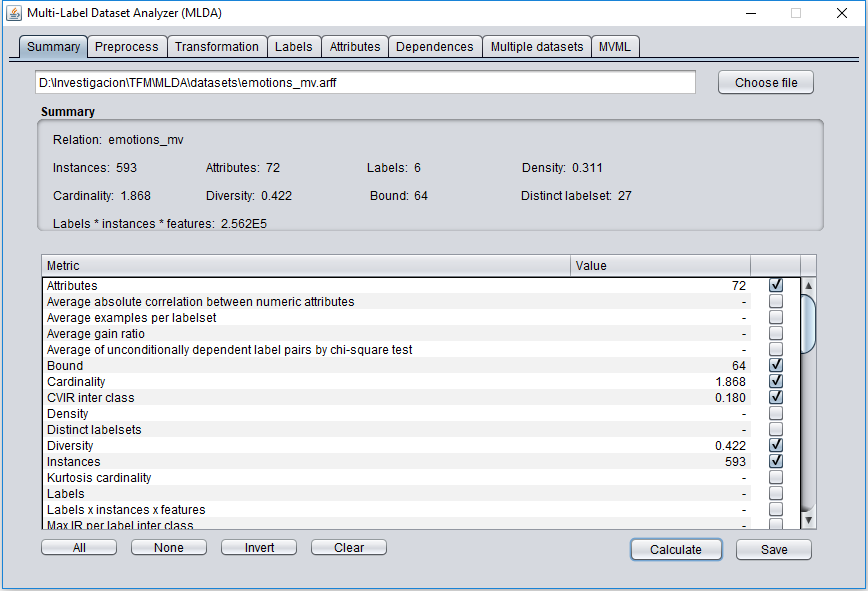 Multi-Label Dataset Analyzer (MLDA)
Summary Preprocess Transformation Labels Attributes Dependences Multiple datasets MVML
D:\Investigacion\TFM\MLDA\datasets\emotions_mv.arff Choose file
Summary
Relation: emotions_mv
Instances: 593 Attributes: 72 Labels: 6 Density: 0.311
Cardinality: 1.868 Diversity: 0.422 Bound: 64 Distinct labelset: 27
Labels * instances * features: 2.562E5
Metric Value
Attributes 72
Average absolute correlation between numeric attributes -
Average examples per labelset -
Average gain ratio -
Average of unconditionally dependent label pairs by chi-square test -
Bound 64
Cardinality 1.868
CVIR inter class 0.180
Density -
Distinct labelsets -
Diversity 0.422
Instances 593
Kurtosis cardinality -
Labels -
Labels x instances x features -
Max IR per label inter class -
All None Invert Clear Calculate Save